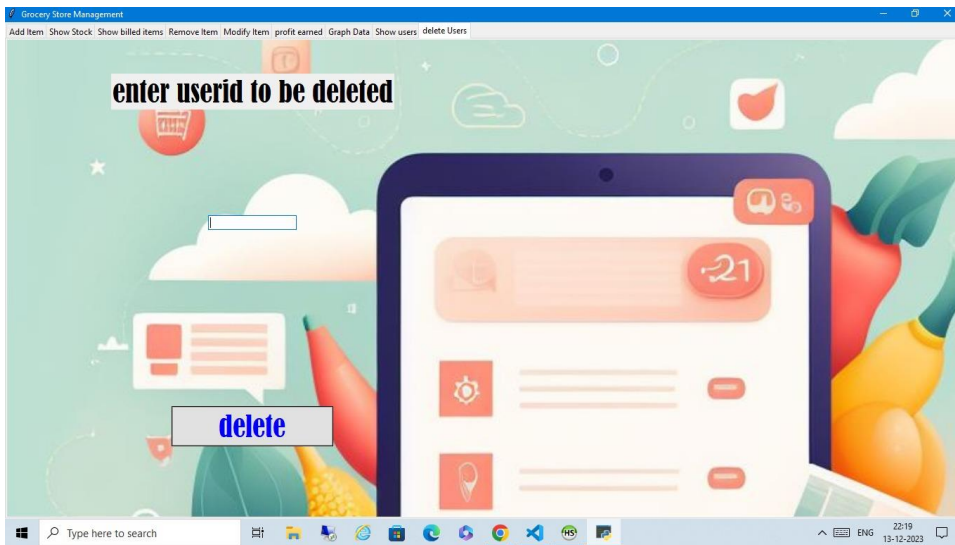 Grocery Store Management
Add Item Show Stock Show billed items Remove Item Modify Item profit earned Graph Data Show users delete Users
enter userid to be deleted
-21
delete
Type here to search
HS
ENG
22:19
13-12-2023